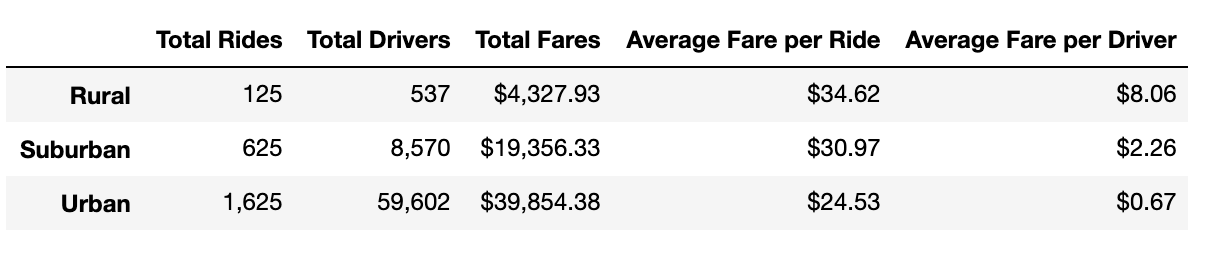 Total Rides Total Drivers Total Fares Average Fare per Ride Average Fare per Driver
Rural 125 537 $4,327.93 $34.62 $8.06
Suburban 625 8,570 $19,356.33 $30.97 $2.26
Urban 1,625 59,602 $39,854.38 $24.53 $0.67